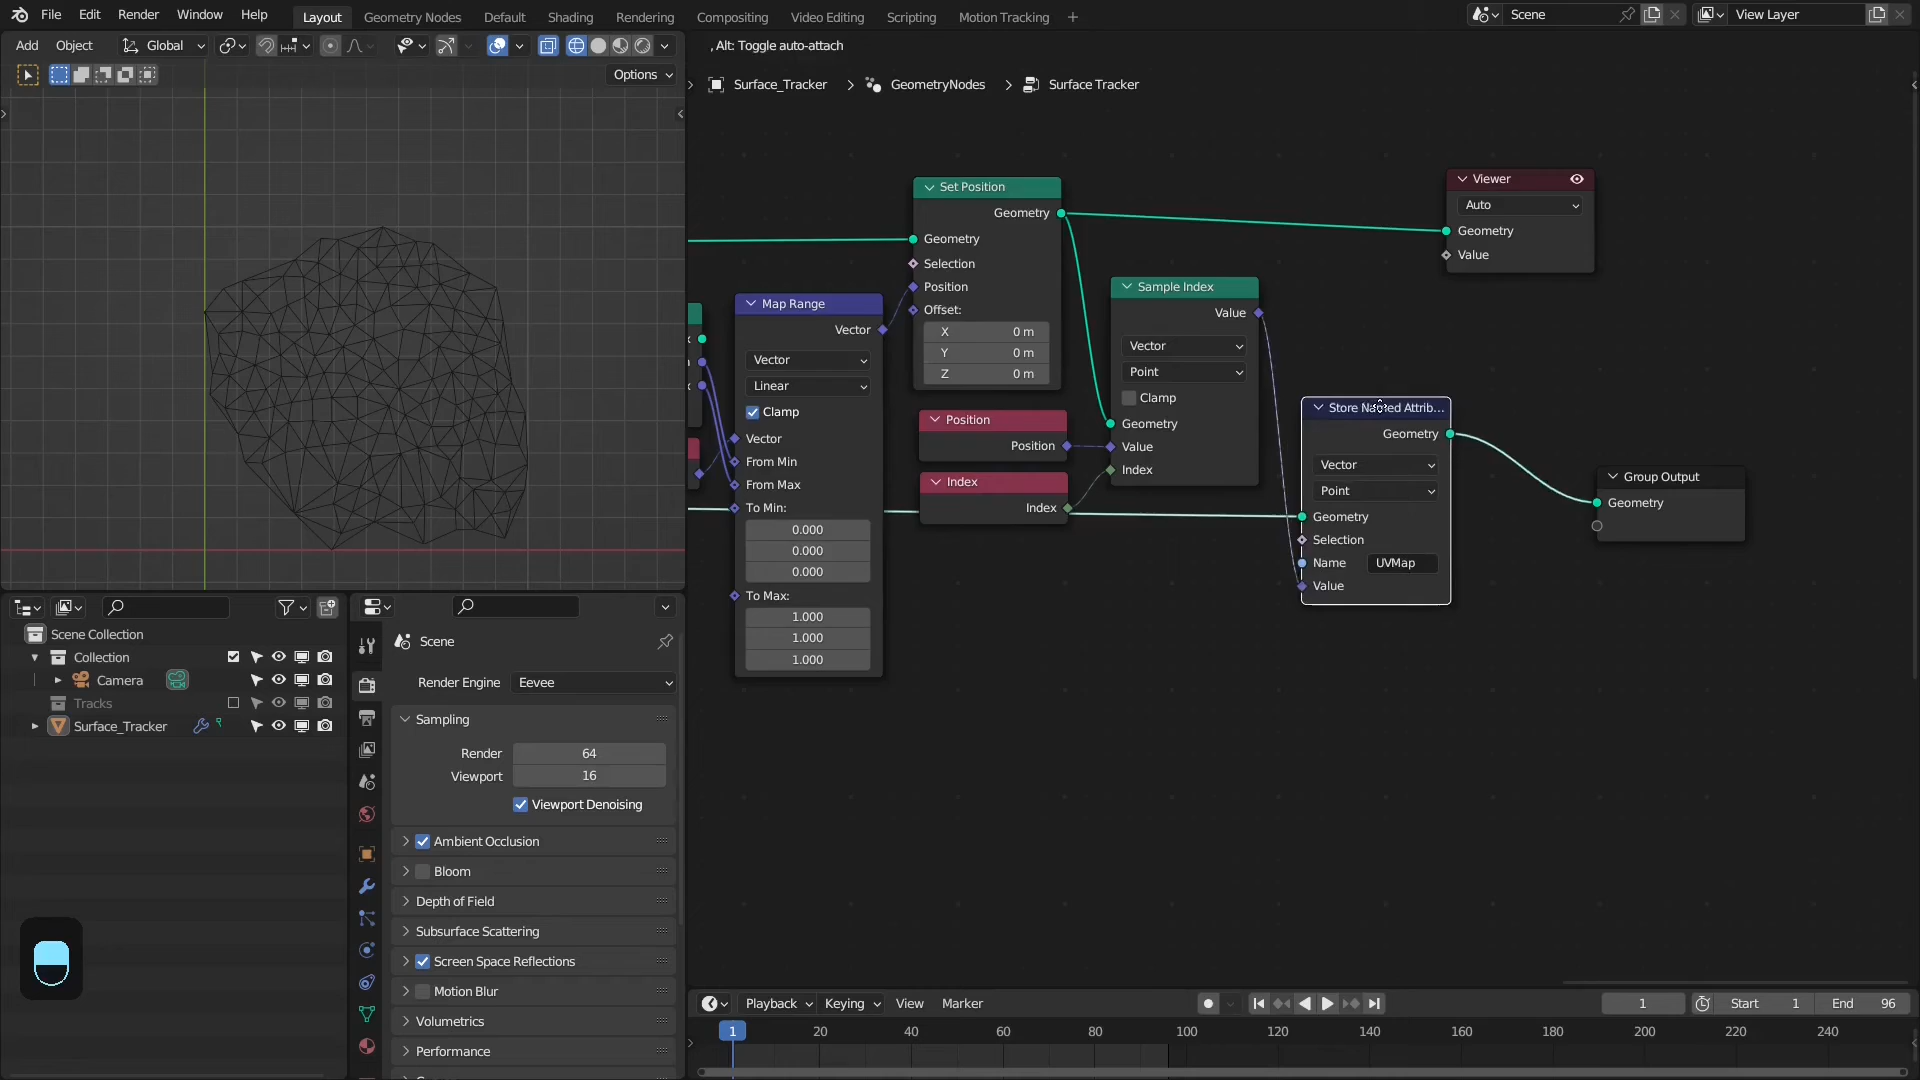 File Edit Render Window Help Layout Geometry Nodes Default Shading Rendering Compositing Video Editing Scripting Motion Tracking + Scene View Layer
Add Object Global
, Alt: Toggle auto-attach
Options
Surface_Tracker > GeometryNodes > Surface Tracker
Set Position
Geometry
Geometry
Selection
Position
Offset:
X 0 m
Y 0 m
Z 0 m
Viewer
Auto
Geometry
Value
Map Range
Vector
Vector
Linear
Clamp
Vector
From Min
From Max
To Min:
0.000
0.000
0.000
To Max:
1.000
1.000
1.000
Position
Position
Index
Index
Sample Index
Value
Vector
Point
Clamp
Geometry
Value
Index
Store Named Attrib...
Geometry
Vector
Point
Geometry
Selection
Name UVMap
Value
Group Output
Geometry
Scene Collection
Collection
Camera
Tracks
Surface_Tracker
Scene
Render Engine Eevee
Sampling
Render 64
Viewport 16
Viewport Denoising
Ambient Occlusion
Bloom
Depth of Field
Subsurface Scattering
Screen Space Reflections
Motion Blur
Volumetrics
Performance
Playback Keying View Marker 1 Start 1 End 96
1 20 40 60 80 100 120 140 160 180 200 220 240